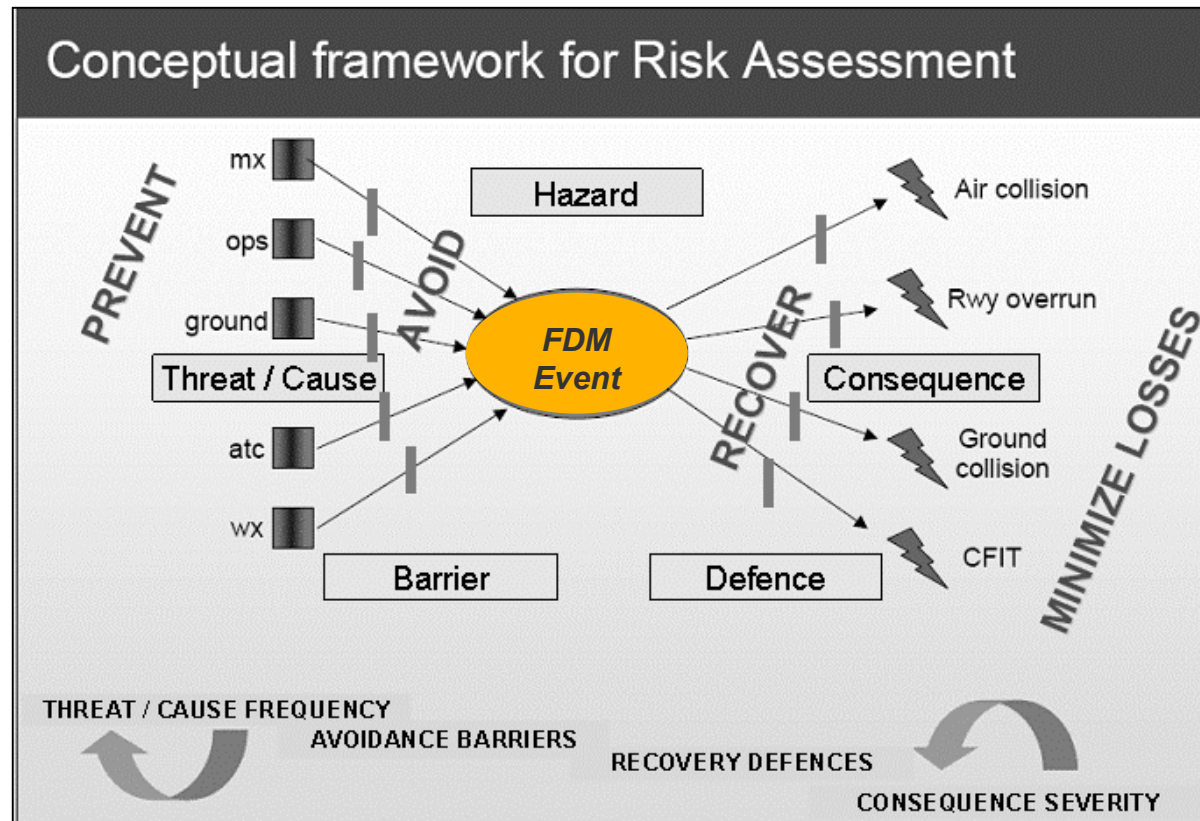 Conceptual framework for Risk Assessment
mx
ops
ground
atc
wx
PREVENT
AVOID
Threat / Cause
Hazard
FDM
Event
Barrier
Defence
RECOVER
Consequence
Air collision
Rwy overrun
Ground
collision
CFIT
MINIMIZE LOSSES
THREAT / CAUSE FREQUENCY
AVOIDANCE BARRIERS
RECOVERY DEFENCES
CONSEQUENCE SEVERITY